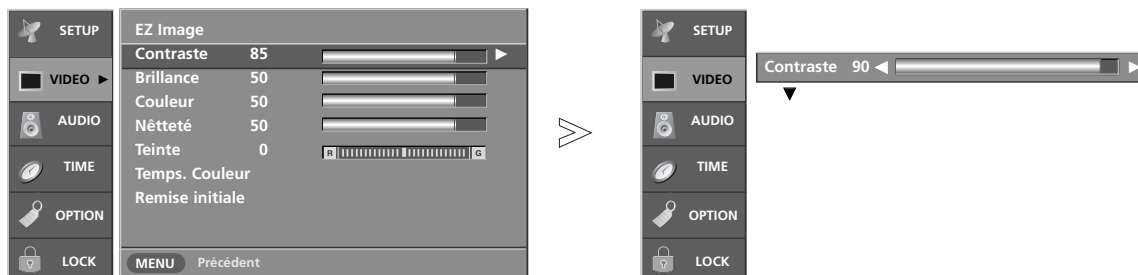 SETUP
VIDEO ►
AUDIO
TIME
OPTION
LOCK
EZ Image
Contraste 85 ►
Brillance 50
Couleur 50
Nêtteté 50
Teinte 0 R G
Temps. Couleur
Remise initiale
MENU Précédent
SETUP
VIDEO
AUDIO
TIME
OPTION
LOCK
Contraste 90 ◄ ►
▼